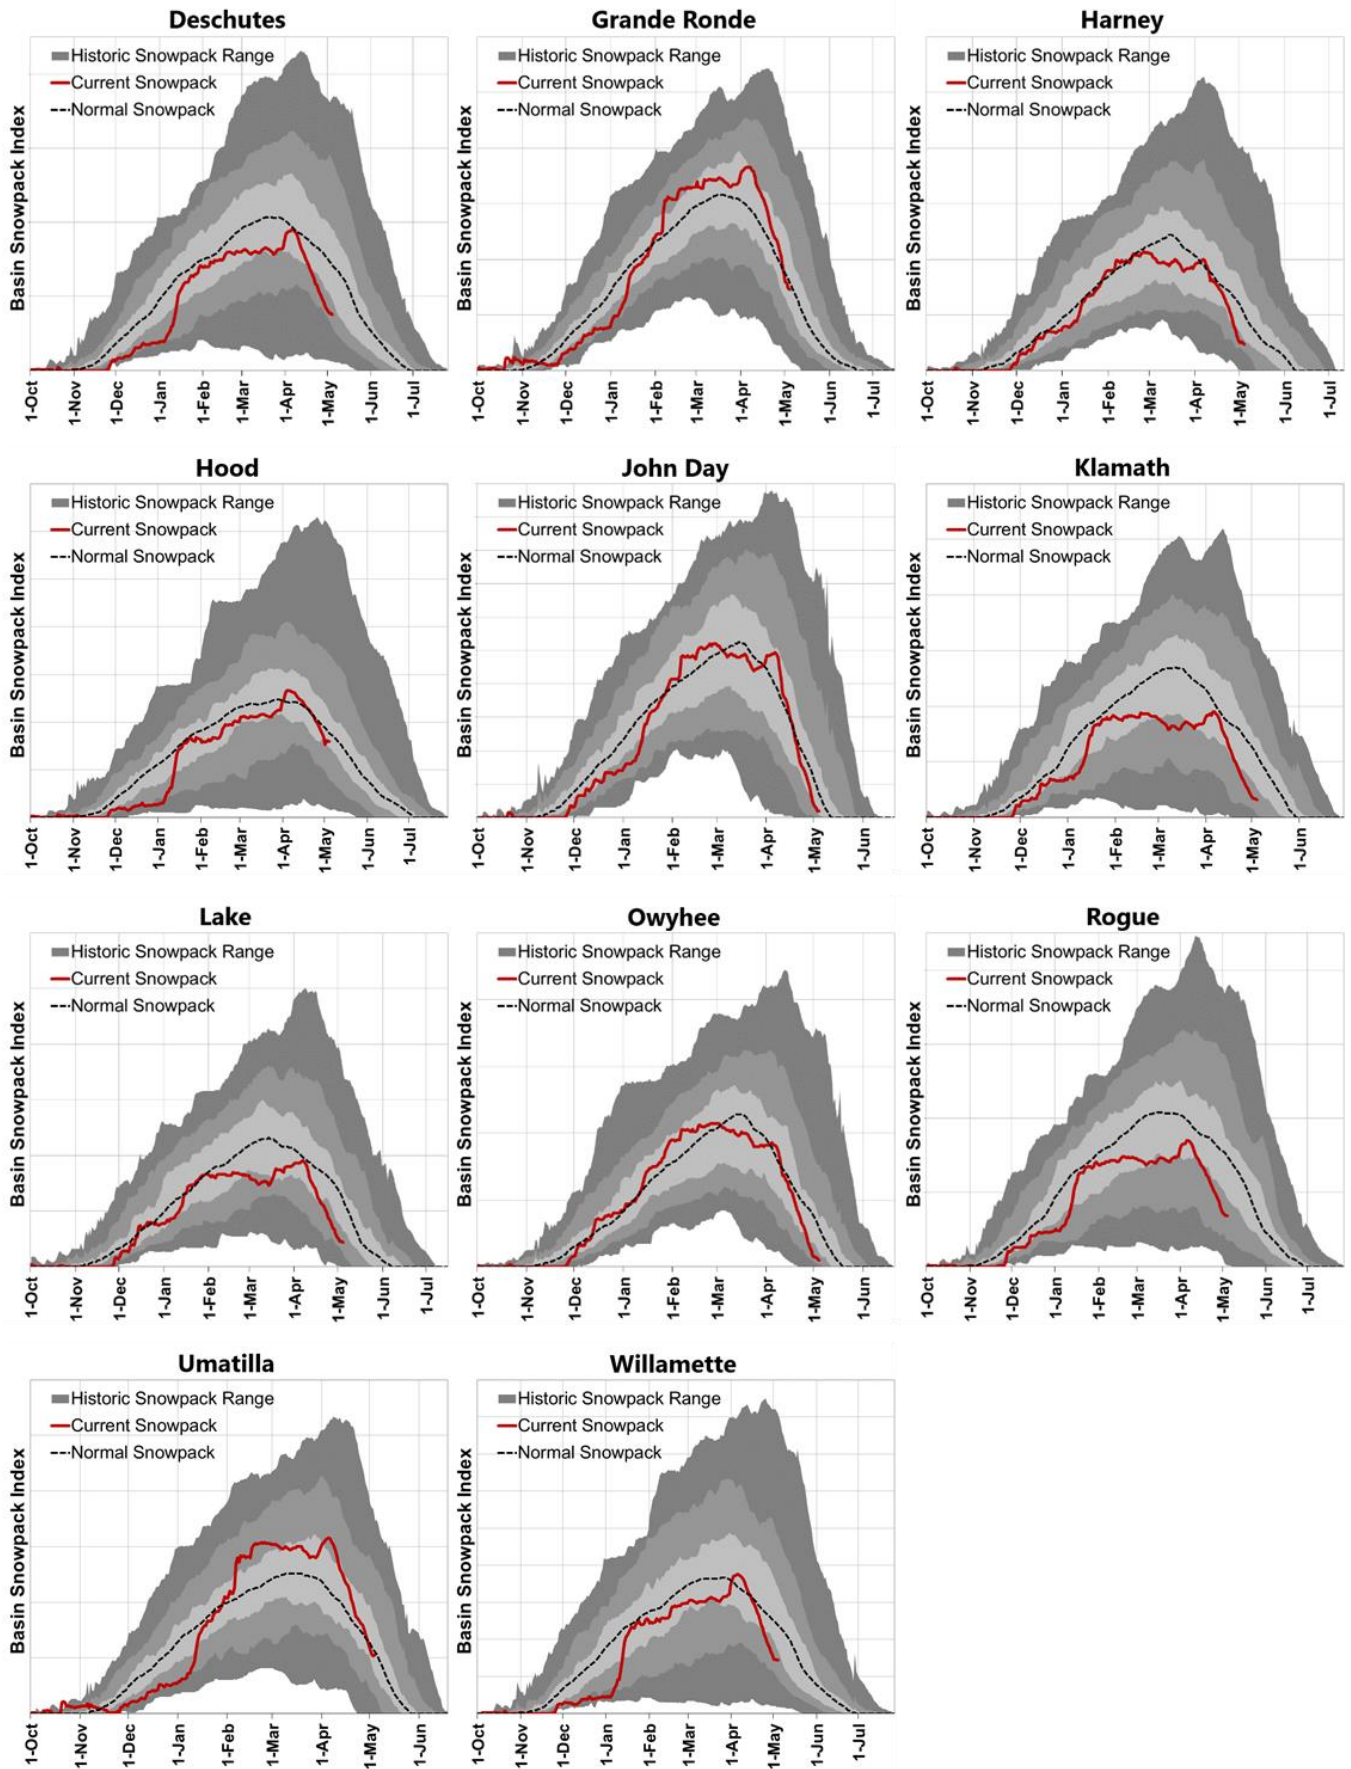 Deschutes
Historic Snowpack Range
Current Snowpack
Normal Snowpack
Basin Snowpack Index
1-Oct
1-Nov
1-Dec
1-Jan
1-Feb
1-Mar
1-Apr
1-May
1-Jun
1-Jul
Grande Ronde
Historic Snowpack Range
Current Snowpack
Normal Snowpack
Basin Snowpack Index
1-Oct
1-Nov
1-Dec
1-Jan
1-Feb
1-Mar
1-Apr
1-May
1-Jun
1-Jul
Harney
Historic Snowpack Range
Current Snowpack
Normal Snowpack
Basin Snowpack Index
1-Oct
1-Nov
1-Dec
1-Jan
1-Feb
1-Mar
1-Apr
1-May
1-Jun
1-Jul
Hood
Historic Snowpack Range
Current Snowpack
Normal Snowpack
Basin Snowpack Index
1-Oct
1-Nov
1-Dec
1-Jan
1-Feb
1-Mar
1-Apr
1-May
1-Jun
1-Jul
John Day
Historic Snowpack Range
Current Snowpack
Normal Snowpack
Basin Snowpack Index
1-Oct
1-Nov
1-Dec
1-Jan
1-Feb
1-Mar
1-Apr
1-May
1-Jun
Klamath
Historic Snowpack Range
Current Snowpack
Normal Snowpack
Basin Snowpack Index
1-Oct
1-Nov
1-Dec
1-Jan
1-Feb
1-Mar
1-Apr
1-May
1-Jun
Lake
Historic Snowpack Range
Current Snowpack
Normal Snowpack
Basin Snowpack Index
1-Oct
1-Nov
1-Dec
1-Jan
1-Feb
1-Mar
1-Apr
1-May
1-Jun
1-Jul
Owyhee
Historic Snowpack Range
Current Snowpack
Normal Snowpack
Basin Snowpack Index
1-Oct
1-Nov
1-Dec
1-Jan
1-Feb
1-Mar
1-Apr
1-May
1-Jun
Rogue
Historic Snowpack Range
Current Snowpack
Normal Snowpack
Basin Snowpack Index
1-Oct
1-Nov
1-Dec
1-Jan
1-Feb
1-Mar
1-Apr
1-May
1-Jun
1-Jul
Umatilla
Historic Snowpack Range
Current Snowpack
Normal Snowpack
Basin Snowpack Index
1-Oct
1-Nov
1-Dec
1-Jan
1-Feb
1-Mar
1-Apr
1-May
1-Jun
Willamette
Historic Snowpack Range
Current Snowpack
Normal Snowpack
Basin Snowpack Index
1-Oct
1-Nov
1-Dec
1-Jan
1-Feb
1-Mar
1-Apr
1-May
1-Jun
1-Jul